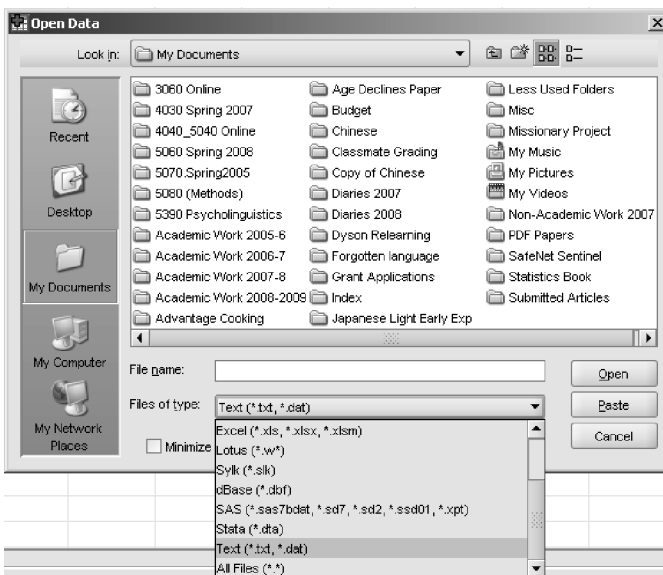 Open Data
Look in: My Documents
Recent
Desktop
My Documents
My Computer
My Network
Places
3060 Online
4030 Spring 2007
4040_5040 Online
5060 Spring 2008
5070.Spring2005
5080 (Methods)
5390 Psycholinguistics
Academic Work 2005-6
Academic Work 2006-7
Academic Work 2007-8
Academic Work 2008-2009
Advantage Cooking
Age Declines Paper
Budget
Chinese
Classmate Grading
Copy of Chinese
Diaries 2007
Diaries 2008
Dyson Relearning
Forgotten language
Grant Applications
Index
Japanese Light Early Exp
Less Used Folders
Misc
Missionary Project
My Music
My Pictures
My Videos
Non-Academic Work 2007
PDF Papers
SafeNet Sentinel
Statistics Book
Submitted Articles
File name:
Open
Files of type: Text (*.txt, *.dat)
Paste
Minimize
Cancel
Excel (*.xls, *.xlsx, *.xlsm)
Lotus (*.w*)
Sylk (*.slk)
dBase (*.dbf)
SAS (*.sas7bdat, *.sd7, *.sd2, *.ssd01, *.xpt)
Stata (*.dta)
Text (*.txt, *.dat)
All Files (*.*)